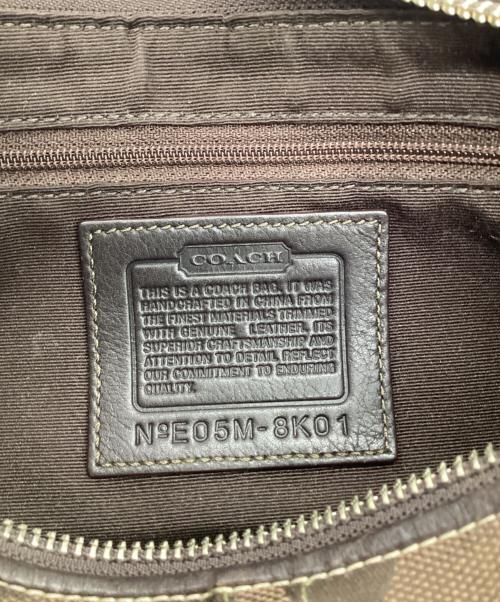 COACH
THIS IS A COACH BAG. IT WAS
HANDCRAFTED IN CHINA FROM
THE FINEST MATERIALS TRIMMED
WITH GENUINE LEATHER. ITS
SUPERIOR CRAFTSMANSHIP AND
ATTENTION TO DETAIL REFLECT
OUR COMMITMENT TO ENDURING
QUALITY.
NºE05M-8K01